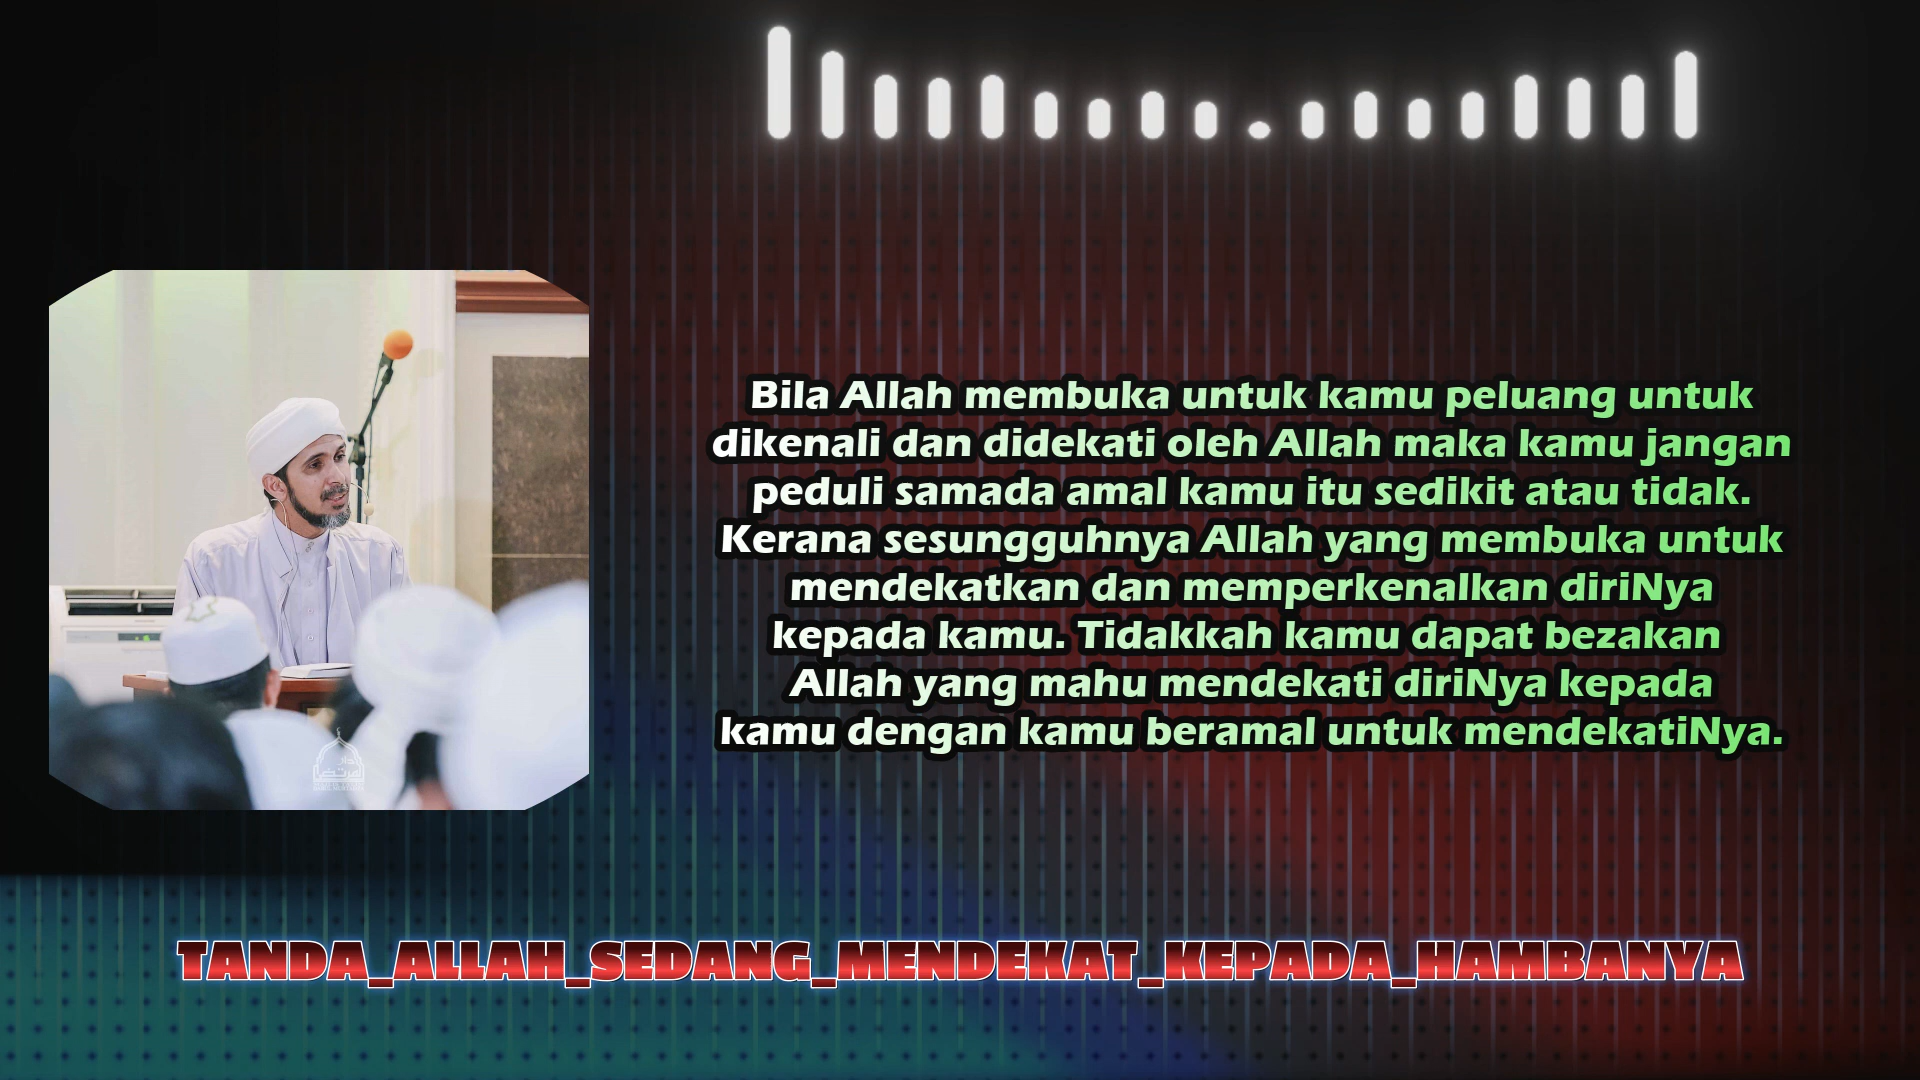 Bila Allah membuka untuk kamu peluang untuk
dikenali dan didekati oleh Allah maka kamu jangan
peduli samada amal kamu itu sedikit atau tidak.
Kerana sesungguhnya Allah yang membuka untuk
mendekatkan dan memperkenalkan diriNya
kepada kamu. Tidakkah kamu dapat bezakan
Allah yang mahu mendekati diriNya kepada
kamu dengan kamu beramal untuk mendekatiNya.
دار
المرتضى
TANDA_ALLAH_SEDANG_MENDEKAT_KEPADA_HAMBANYA